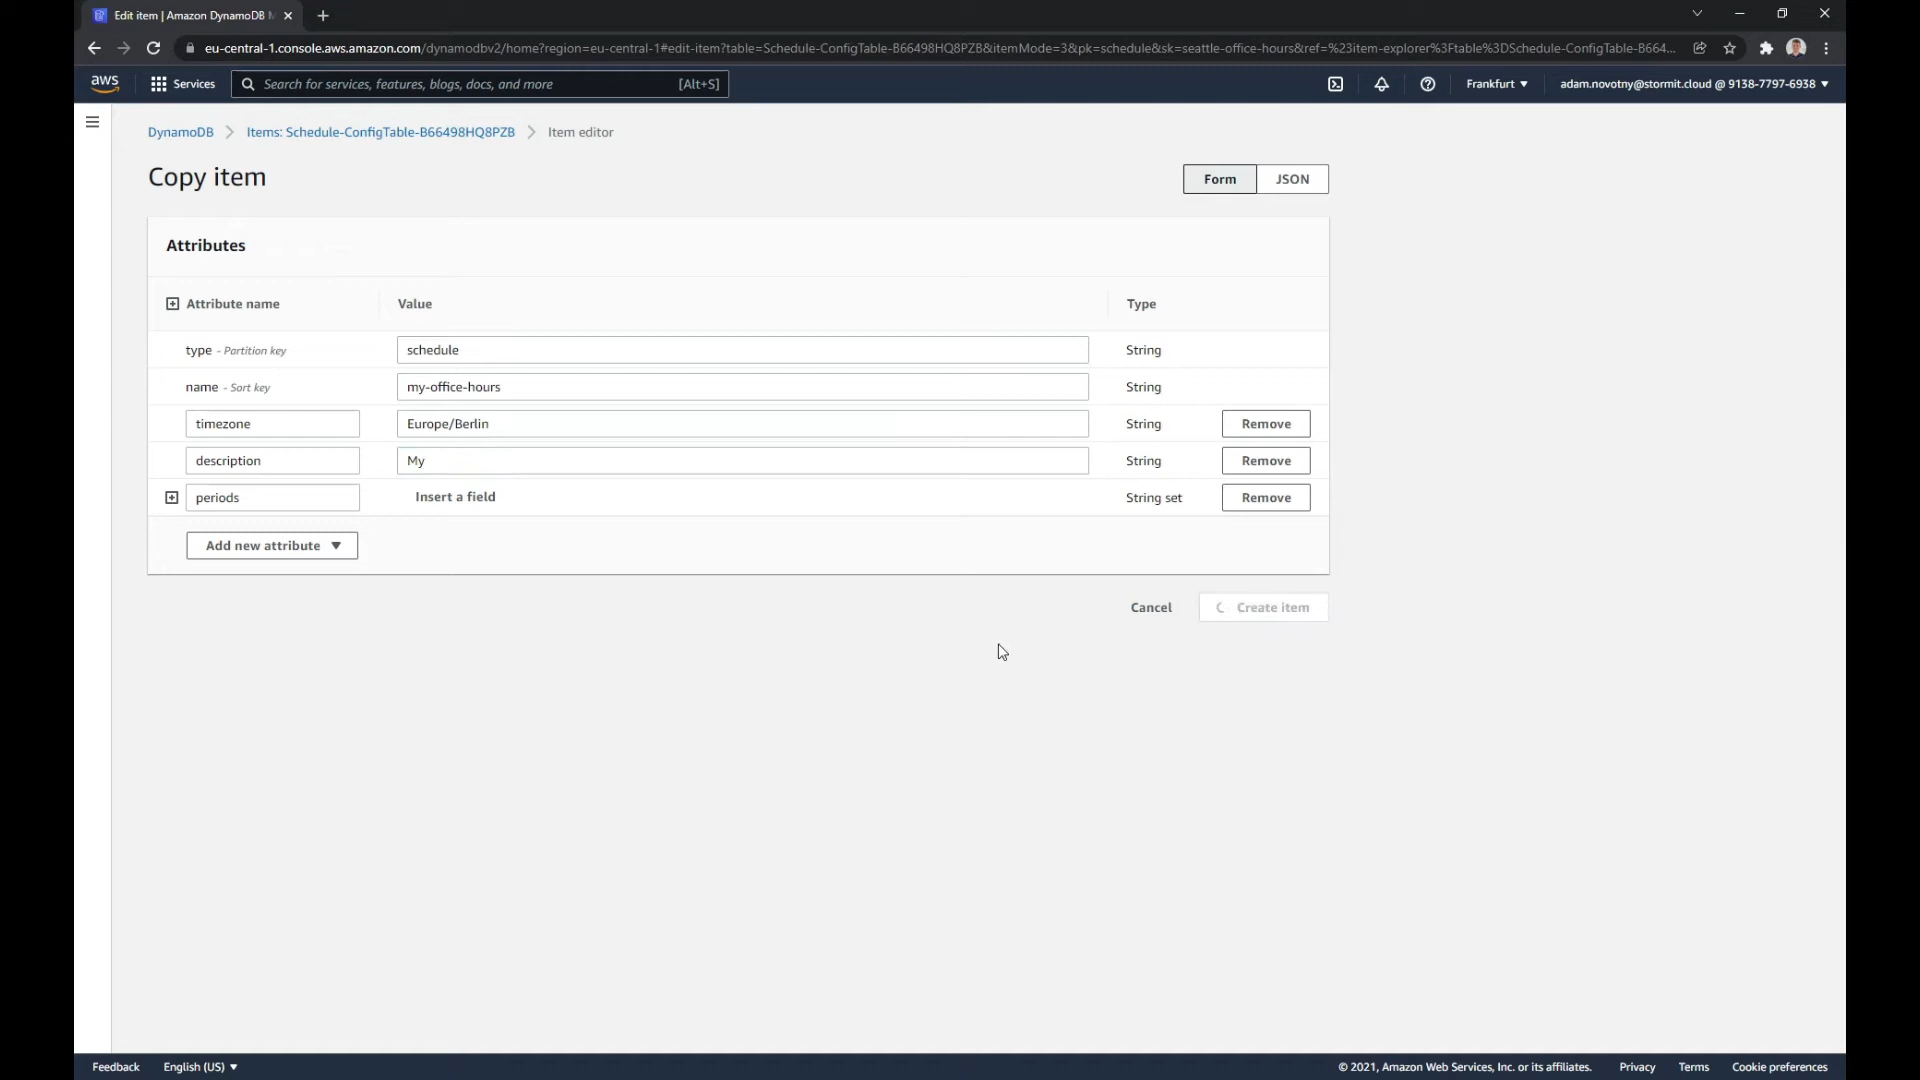 Edit item | Amazon DynamoDB M
eu-central-1.console.aws.amazon.com/dynamodbv2/home?region=eu-central-1#edit-item?table=Schedule-ConfigTable-B66498HQ8PZB&itemMode=3&pk=schedule&sk=seattle-office-hours&ref=%23item-explorer%3Ftable%3DSchedule-ConfigTable-B664...
aws Services Search for services, features, blogs, docs, and more [Alt+S] Frankfurt ▼ adam.novotny@stormit.cloud @ 9138-7797-6938 ▼
DynamoDB > Items: Schedule-ConfigTable-B66498HQ8PZB > Item editor
Copy item
Form JSON
Attributes
Attribute name Value Type
type - Partition key schedule String
name - Sort key my-office-hours String
timezone Europe/Berlin String Remove
description My String Remove
periods Insert a field String set Remove
Add new attribute ▼
Cancel Create item
Feedback English (US) ▼ © 2021, Amazon Web Services, Inc. or its affiliates. Privacy Terms Cookie preferences